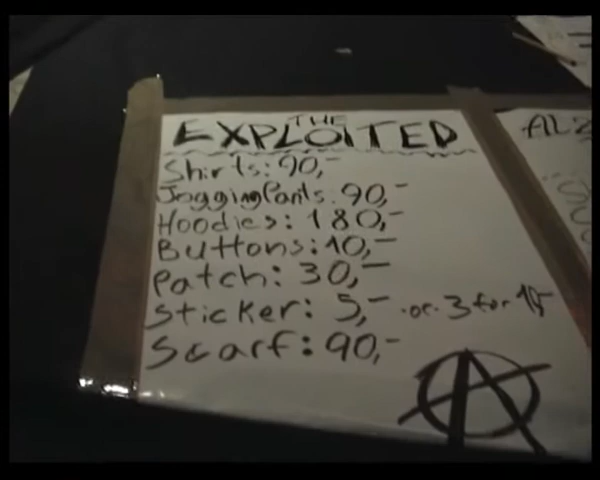 THE
EXPLOITED
Shirts: 90,-
JoggingPants: 90,-
Hoodies: 180,-
Buttons: 10,-
Patch: 30,-
Sticker: 5,- or 3 for 10,-
Scarf: 90,-
A